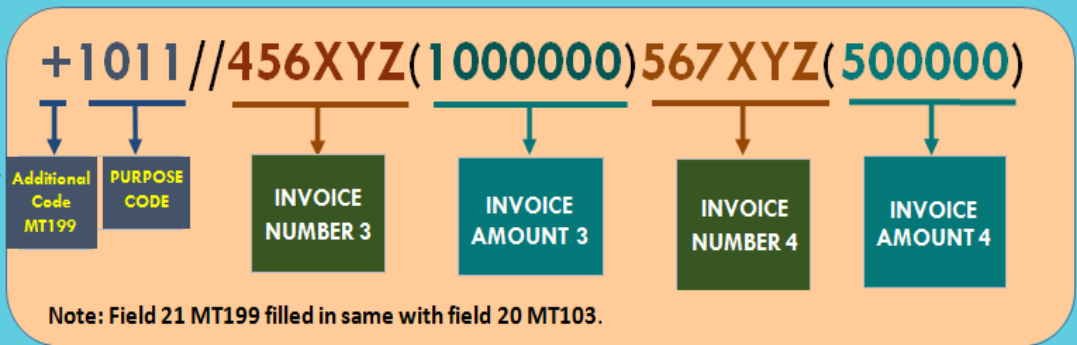 +1011//456XYZ(1000000)567XYZ(500000)
Additional
Code
MT199
PURPOSE
CODE
INVOICE
NUMBER 3
INVOICE
AMOUNT 3
INVOICE
NUMBER 4
INVOICE
AMOUNT 4
Note: Field 21 MT199 filled in same with field 20 MT103.